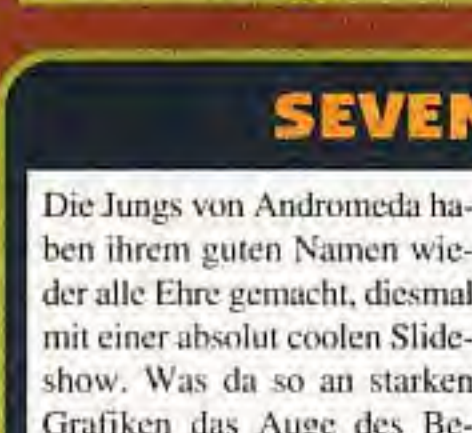 SEVEN
Die Jungs von Andromeda ha-
ben ihrem guten Namen wie-
der alle Ehre gemacht, diesmal
mit einer absolut coolen Slide-
show. Was da so an starken
Grafiken das Auge des Be-